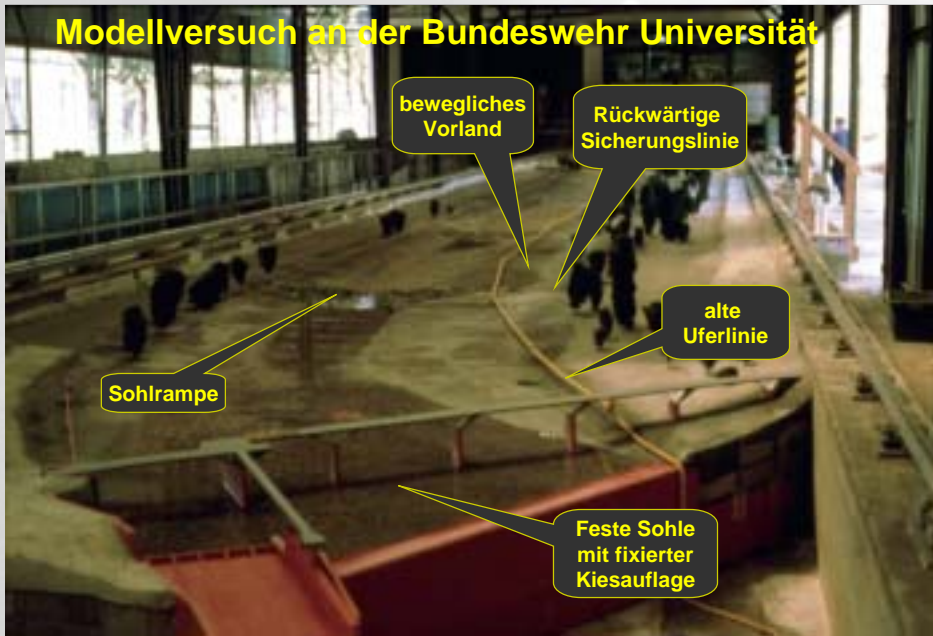 Modellversuch an der Bundeswehr Universität
bewegliches
Vorland
Rückwärtige
Sicherungslinie
alte
Uferlinie
Sohlrampe
Feste Sohle
mit fixierter
Kiesauflage